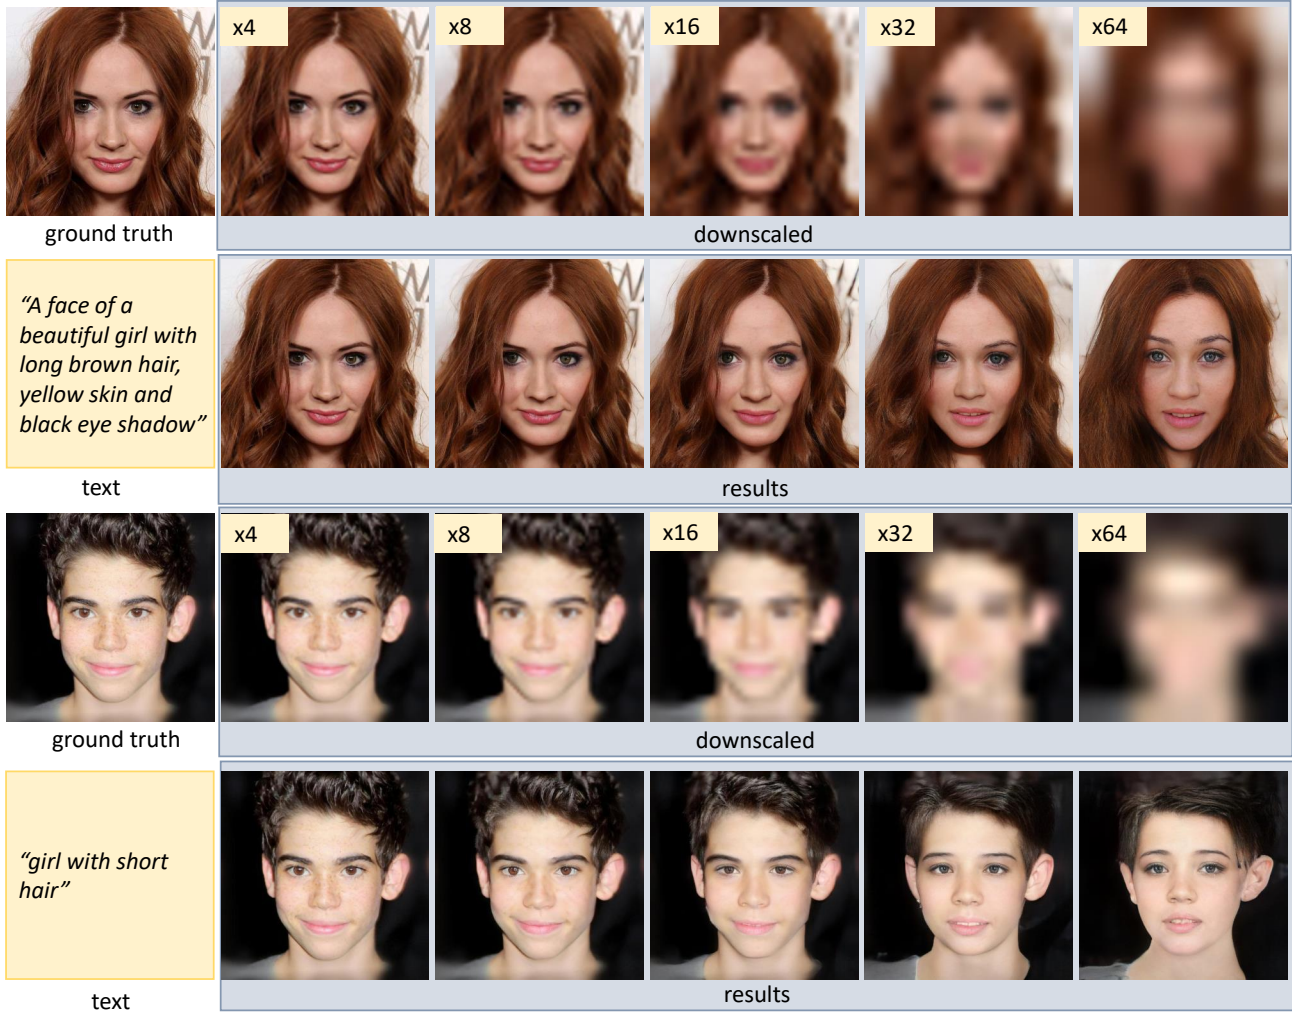 x4 x8 x16 x32 x64
ground truth
downscaled
“A face of a
beautiful girl with
long brown hair,
yellow skin and
black eye shadow”
text
results
x4 x8 x16 x32 x64
ground truth
downscaled
“girl with short
hair”
text
results